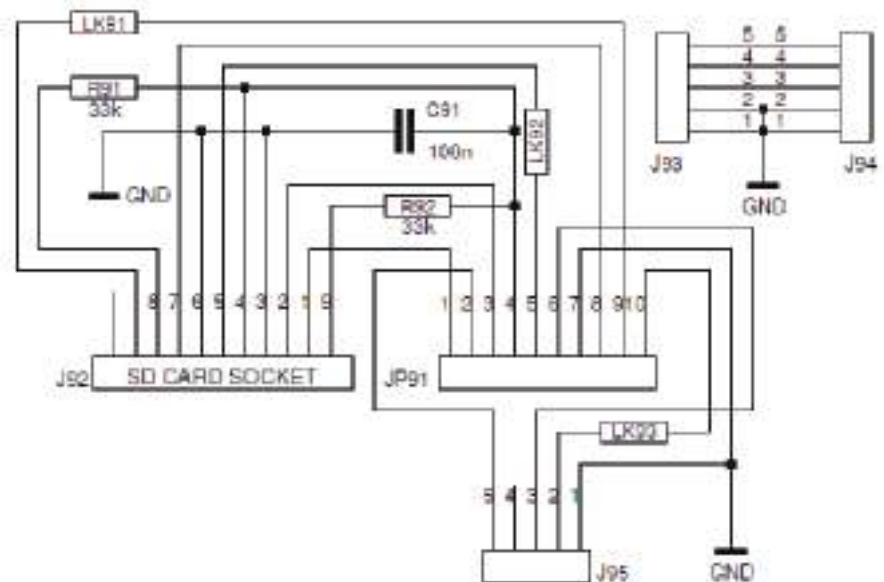 LK91
R91
33k
C91
100n
LK92
GND
R92
33k
5 5
4 4
3 3
2 2
1 1
J93
J94
GND
8 7 6 5 4 3 2 1 9
1 2 3 4 5 6 7 8 9 10
J92
SD CARD SOCKET
JP91
LK93
5 4 3 2 1
J95
GND